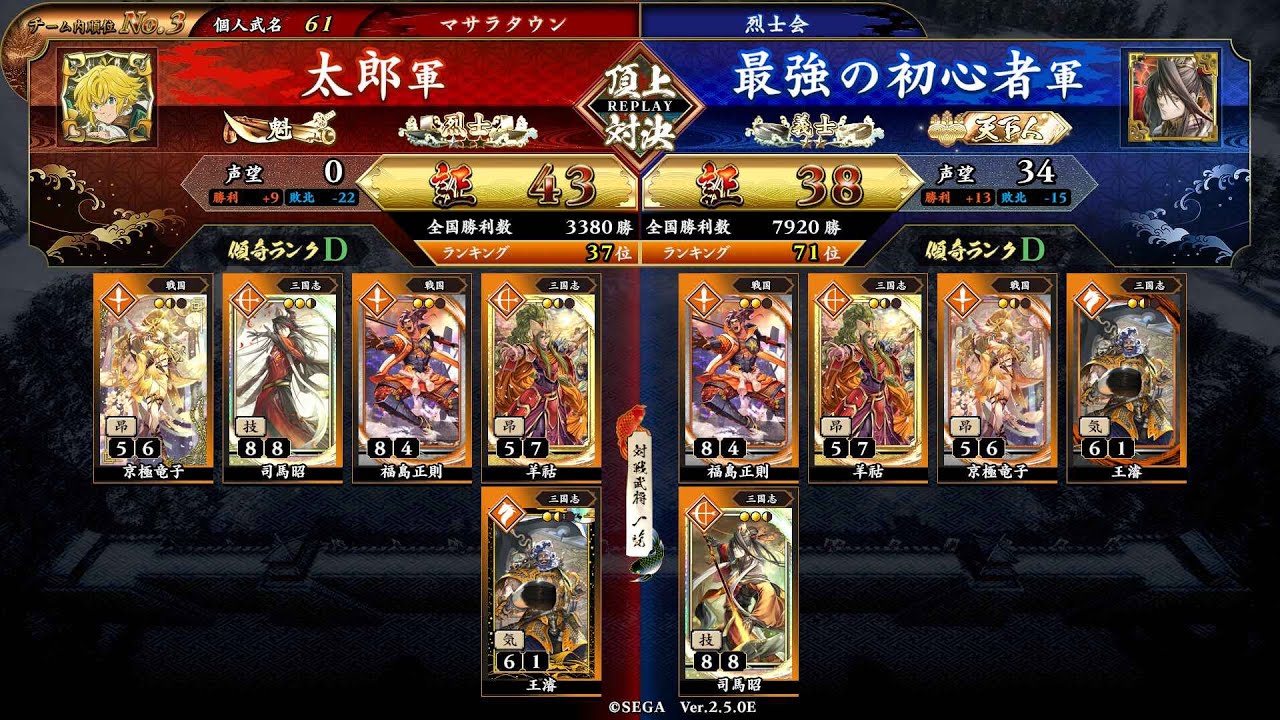 チーム内順位 No.3 個人武名 61 マサラタウン 烈士会
太郎軍 頂上 最強の初心者軍
REPLAY
魁 烈士 対決 義士 天下人
声望 0 証 43 証 38 声望 34
勝利 +9 敗北 -22 勝利 +13 敗北 -15
全国勝利数 3380勝 全国勝利数 7920勝
傾奇ランク D ランキング 37位 ランキング 71位 傾奇ランク D
戦国 三国志 戦国 三国志 戦国 三国志 戦国 三国志
昂 技 昂 昂 昂 気
5 6 8 8 8 4 5 7 8 4 5 7 5 6 6 1
京極竜子 司馬昭 福島正則 羊祜 福島正則 羊祜 京極竜子 王濬
対戦武将一覧
三国志 三国志
気 技
6 1 8 8
王濬 司馬昭
©SEGA Ver.2.5.0E